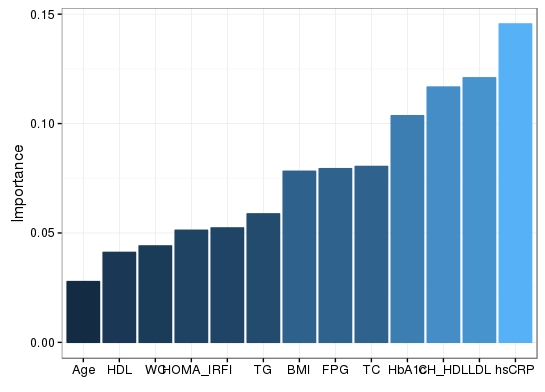 0.15
0.10
0.05
0.00
Importance
Age HDL WC HOMA_IR FI TG BMI FPG TC HbA1c CH_HDL LDL hsCRP